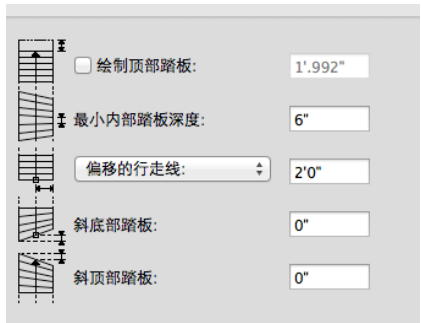 绘制顶部踏板: 1'.992"
最小内部踏板深度: 6"
偏移的行走线: 2'0"
斜底部踏板: 0"
斜顶部踏板: 0"